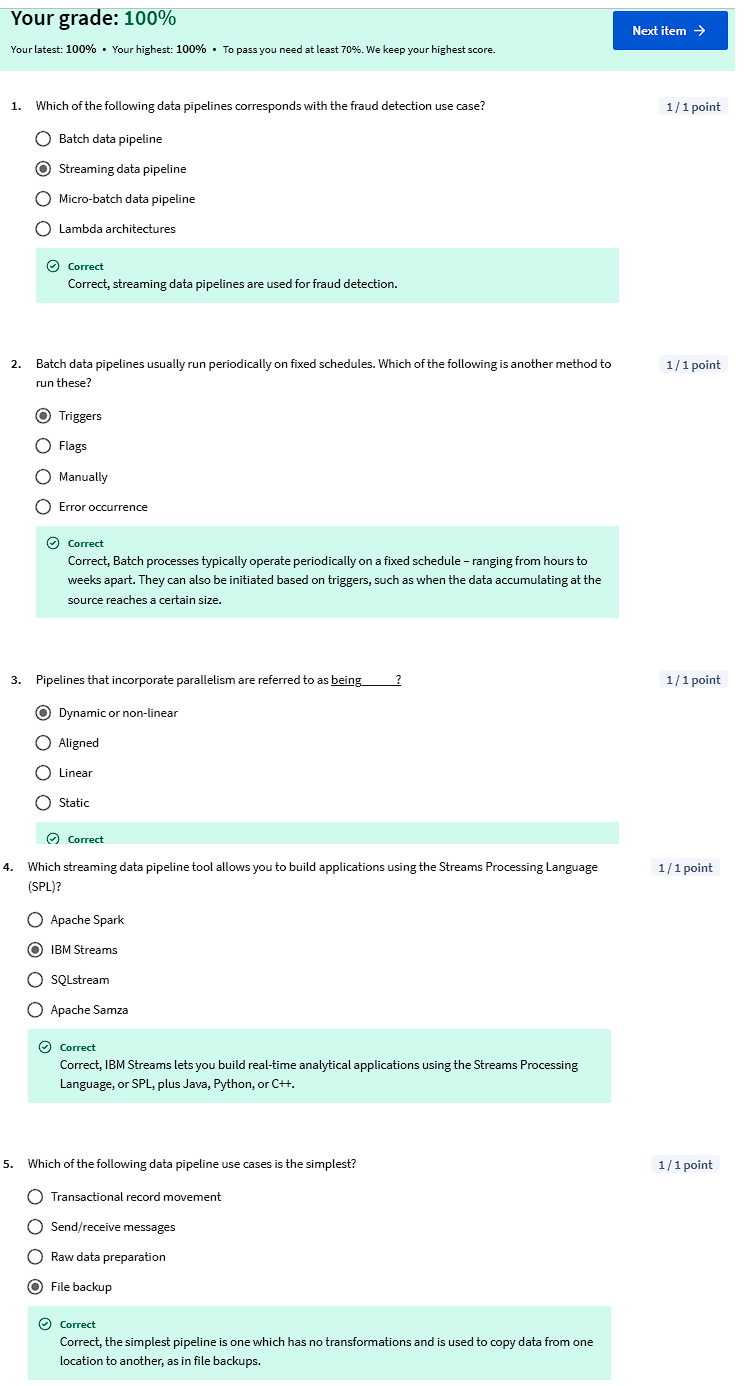 Your grade: 100%
Next item →
Your latest: 100% • Your highest: 100% • To pass you need at least 70%. We keep your highest score.
1. Which of the following data pipelines corresponds with the fraud detection use case?
1 / 1 point
Batch data pipeline
Streaming data pipeline
Micro-batch data pipeline
Lambda architectures
Correct
Correct, streaming data pipelines are used for fraud detection.
2. Batch data pipelines usually run periodically on fixed schedules. Which of the following is another method to
run these?
1 / 1 point
Triggers
Flags
Manually
Error occurrence
Correct
Correct, Batch processes typically operate periodically on a fixed schedule – ranging from hours to
weeks apart. They can also be initiated based on triggers, such as when the data accumulating at the
source reaches a certain size.
3. Pipelines that incorporate parallelism are referred to as being_____?
1 / 1 point
Dynamic or non-linear
Aligned
Linear
Static
Correct
4. Which streaming data pipeline tool allows you to build applications using the Streams Processing Language
(SPL)?
1 / 1 point
Apache Spark
IBM Streams
SQLstream
Apache Samza
Correct
Correct, IBM Streams lets you build real-time analytical applications using the Streams Processing
Language, or SPL, plus Java, Python, or C++.
5. Which of the following data pipeline use cases is the simplest?
1 / 1 point
Transactional record movement
Send/receive messages
Raw data preparation
File backup
Correct
Correct, the simplest pipeline is one which has no transformations and is used to copy data from one
location to another, as in file backups.